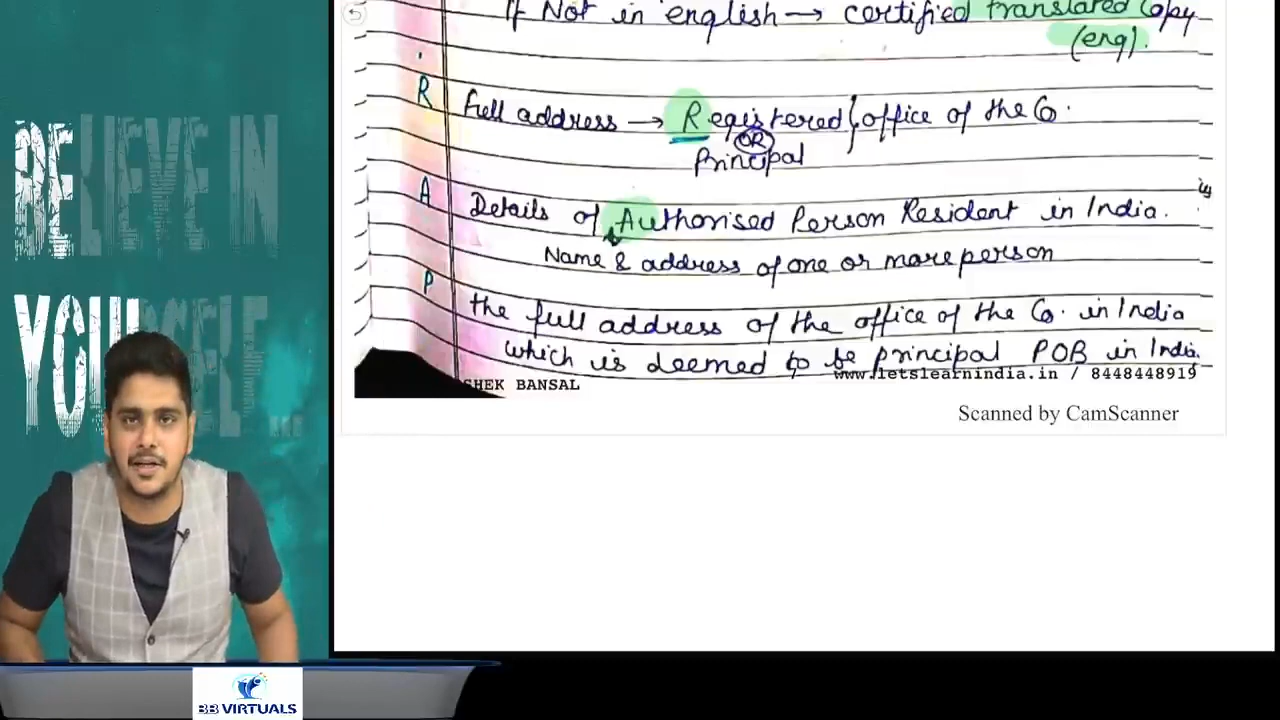 BELIEVE IN
YOURSELF...
If Not in english → certified translated Copy
(eng).
R
full address → Registered } office of the Co.
OR
Principal
A
Details of Authorised Person Resident in India.
Name & address of one or more person
P
the full address of the office of the Co. in India
which is deemed to be principal POB in India.
SHEK BANSAL
www.letslearnindia.in / 8448448919
Scanned by CamScanner
BB VIRTUALS